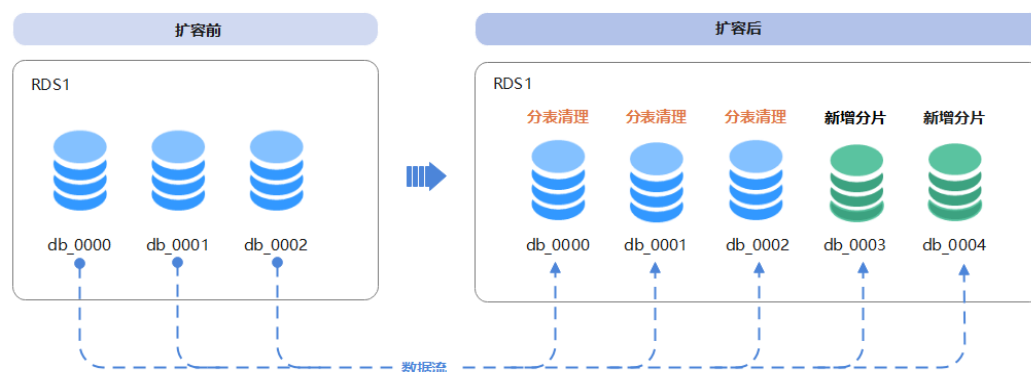 扩容前
扩容后
RDS1
RDS1
分表清理 分表清理 分表清理 新增分片 新增分片
db_0000 db_0001 db_0002
db_0000 db_0001 db_0002 db_0003 db_0004
数据流